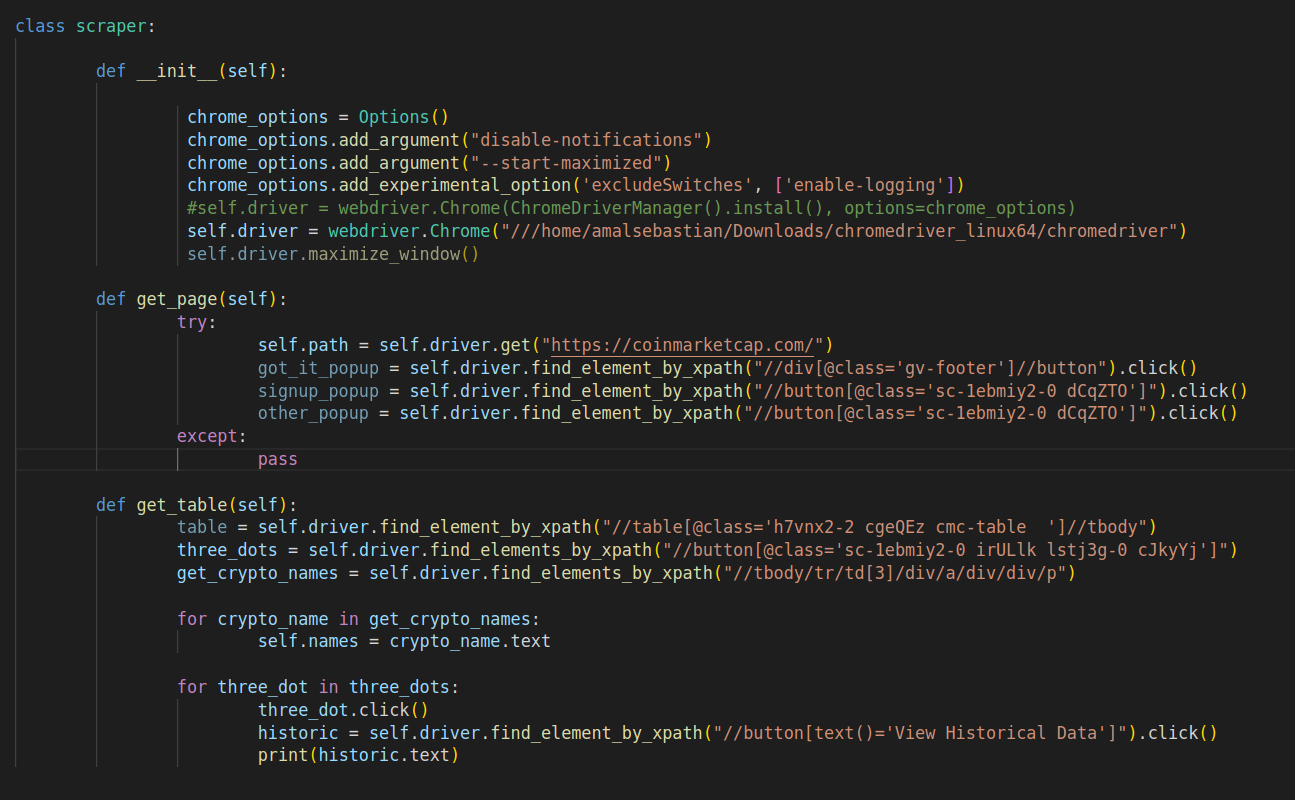 class scraper:
def __init__(self):
chrome_options = Options()
chrome_options.add_argument("disable-notifications")
chrome_options.add_argument("--start-maximized")
chrome_options.add_experimental_option('excludeSwitches', ['enable-logging'])
#self.driver = webdriver.Chrome(ChromeDriverManager().install(), options=chrome_options)
self.driver = webdriver.Chrome("///home/amalsebastian/Downloads/chromedriver_linux64/chromedriver")
self.driver.maximize_window()
def get_page(self):
try:
self.path = self.driver.get("https://coinmarketcap.com/")
got_it_popup = self.driver.find_element_by_xpath("//div[@class='gv-footer']//button").click()
signup_popup = self.driver.find_element_by_xpath("//button[@class='sc-1ebmiy2-0 dCqZTO']").click()
other_popup = self.driver.find_element_by_xpath("//button[@class='sc-1ebmiy2-0 dCqZTO']").click()
except:
pass
def get_table(self):
table = self.driver.find_element_by_xpath("//table[@class='h7vnx2-2 cgeQEz cmc-table  ']//tbody")
three_dots = self.driver.find_elements_by_xpath("//button[@class='sc-1ebmiy2-0 irULlk lstj3g-0 cJkyYj']")
get_crypto_names = self.driver.find_elements_by_xpath("//tbody/tr/td[3]/div/a/div/div/p")
for crypto_name in get_crypto_names:
self.names = crypto_name.text
for three_dot in three_dots:
three_dot.click()
historic = self.driver.find_element_by_xpath("//button[text()='View Historical Data']").click()
print(historic.text)